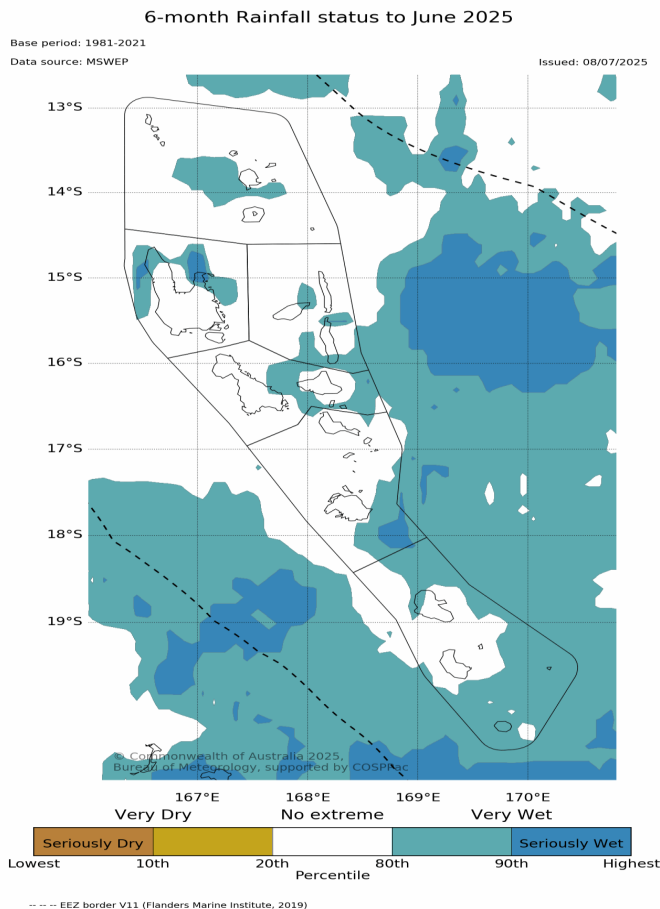 6-month Rainfall status to June 2025
Base period: 1981-2021
Data source: MSWEP
Issued: 08/07/2025
13°S
14°S
15°S
16°S
17°S
18°S
19°S
© Commonwealth of Australia 2025,
Bureau of Meteorology, supported by COSPPac
167°E 168°E 169°E 170°E
Very Dry No extreme Very Wet
Seriously Dry Seriously Wet
Lowest 10th 20th 80th 90th Highest
Percentile
-- -- -- EEZ border V11 (Flanders Marine Institute, 2019)